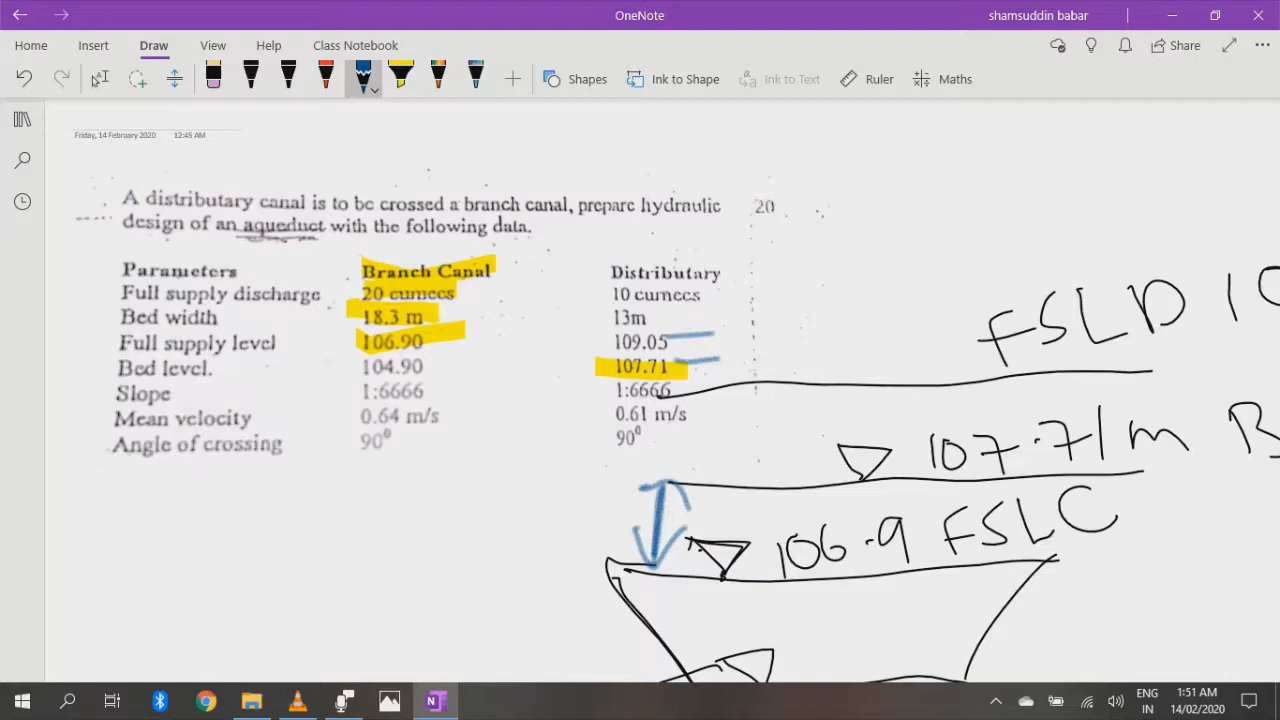 OneNote
shamsuddin babar
Home Insert Draw View Help Class Notebook
Share
Shapes Ink to Shape Ink to Text Ruler Maths
Friday, 14 February 2020 12:45 AM
A distributary canal is to be crossed a branch canal, prepare hydraulic 20
design of an aqueduct with the following data.
Parameters Branch Canal Distributary
Full supply discharge 20 cumecs 10 cumecs
Bed width 18.3 m 13m
Full supply level 106.90 109.05
Bed level. 104.90 107.71
Slope 1:6666 1:6666
Mean velocity 0.64 m/s 0.61 m/s
Angle of crossing 90⁰ 90⁰
FSLD 10
107.71m B
106.9 FSLC
ENG
IN
1:51 AM
14/02/2020